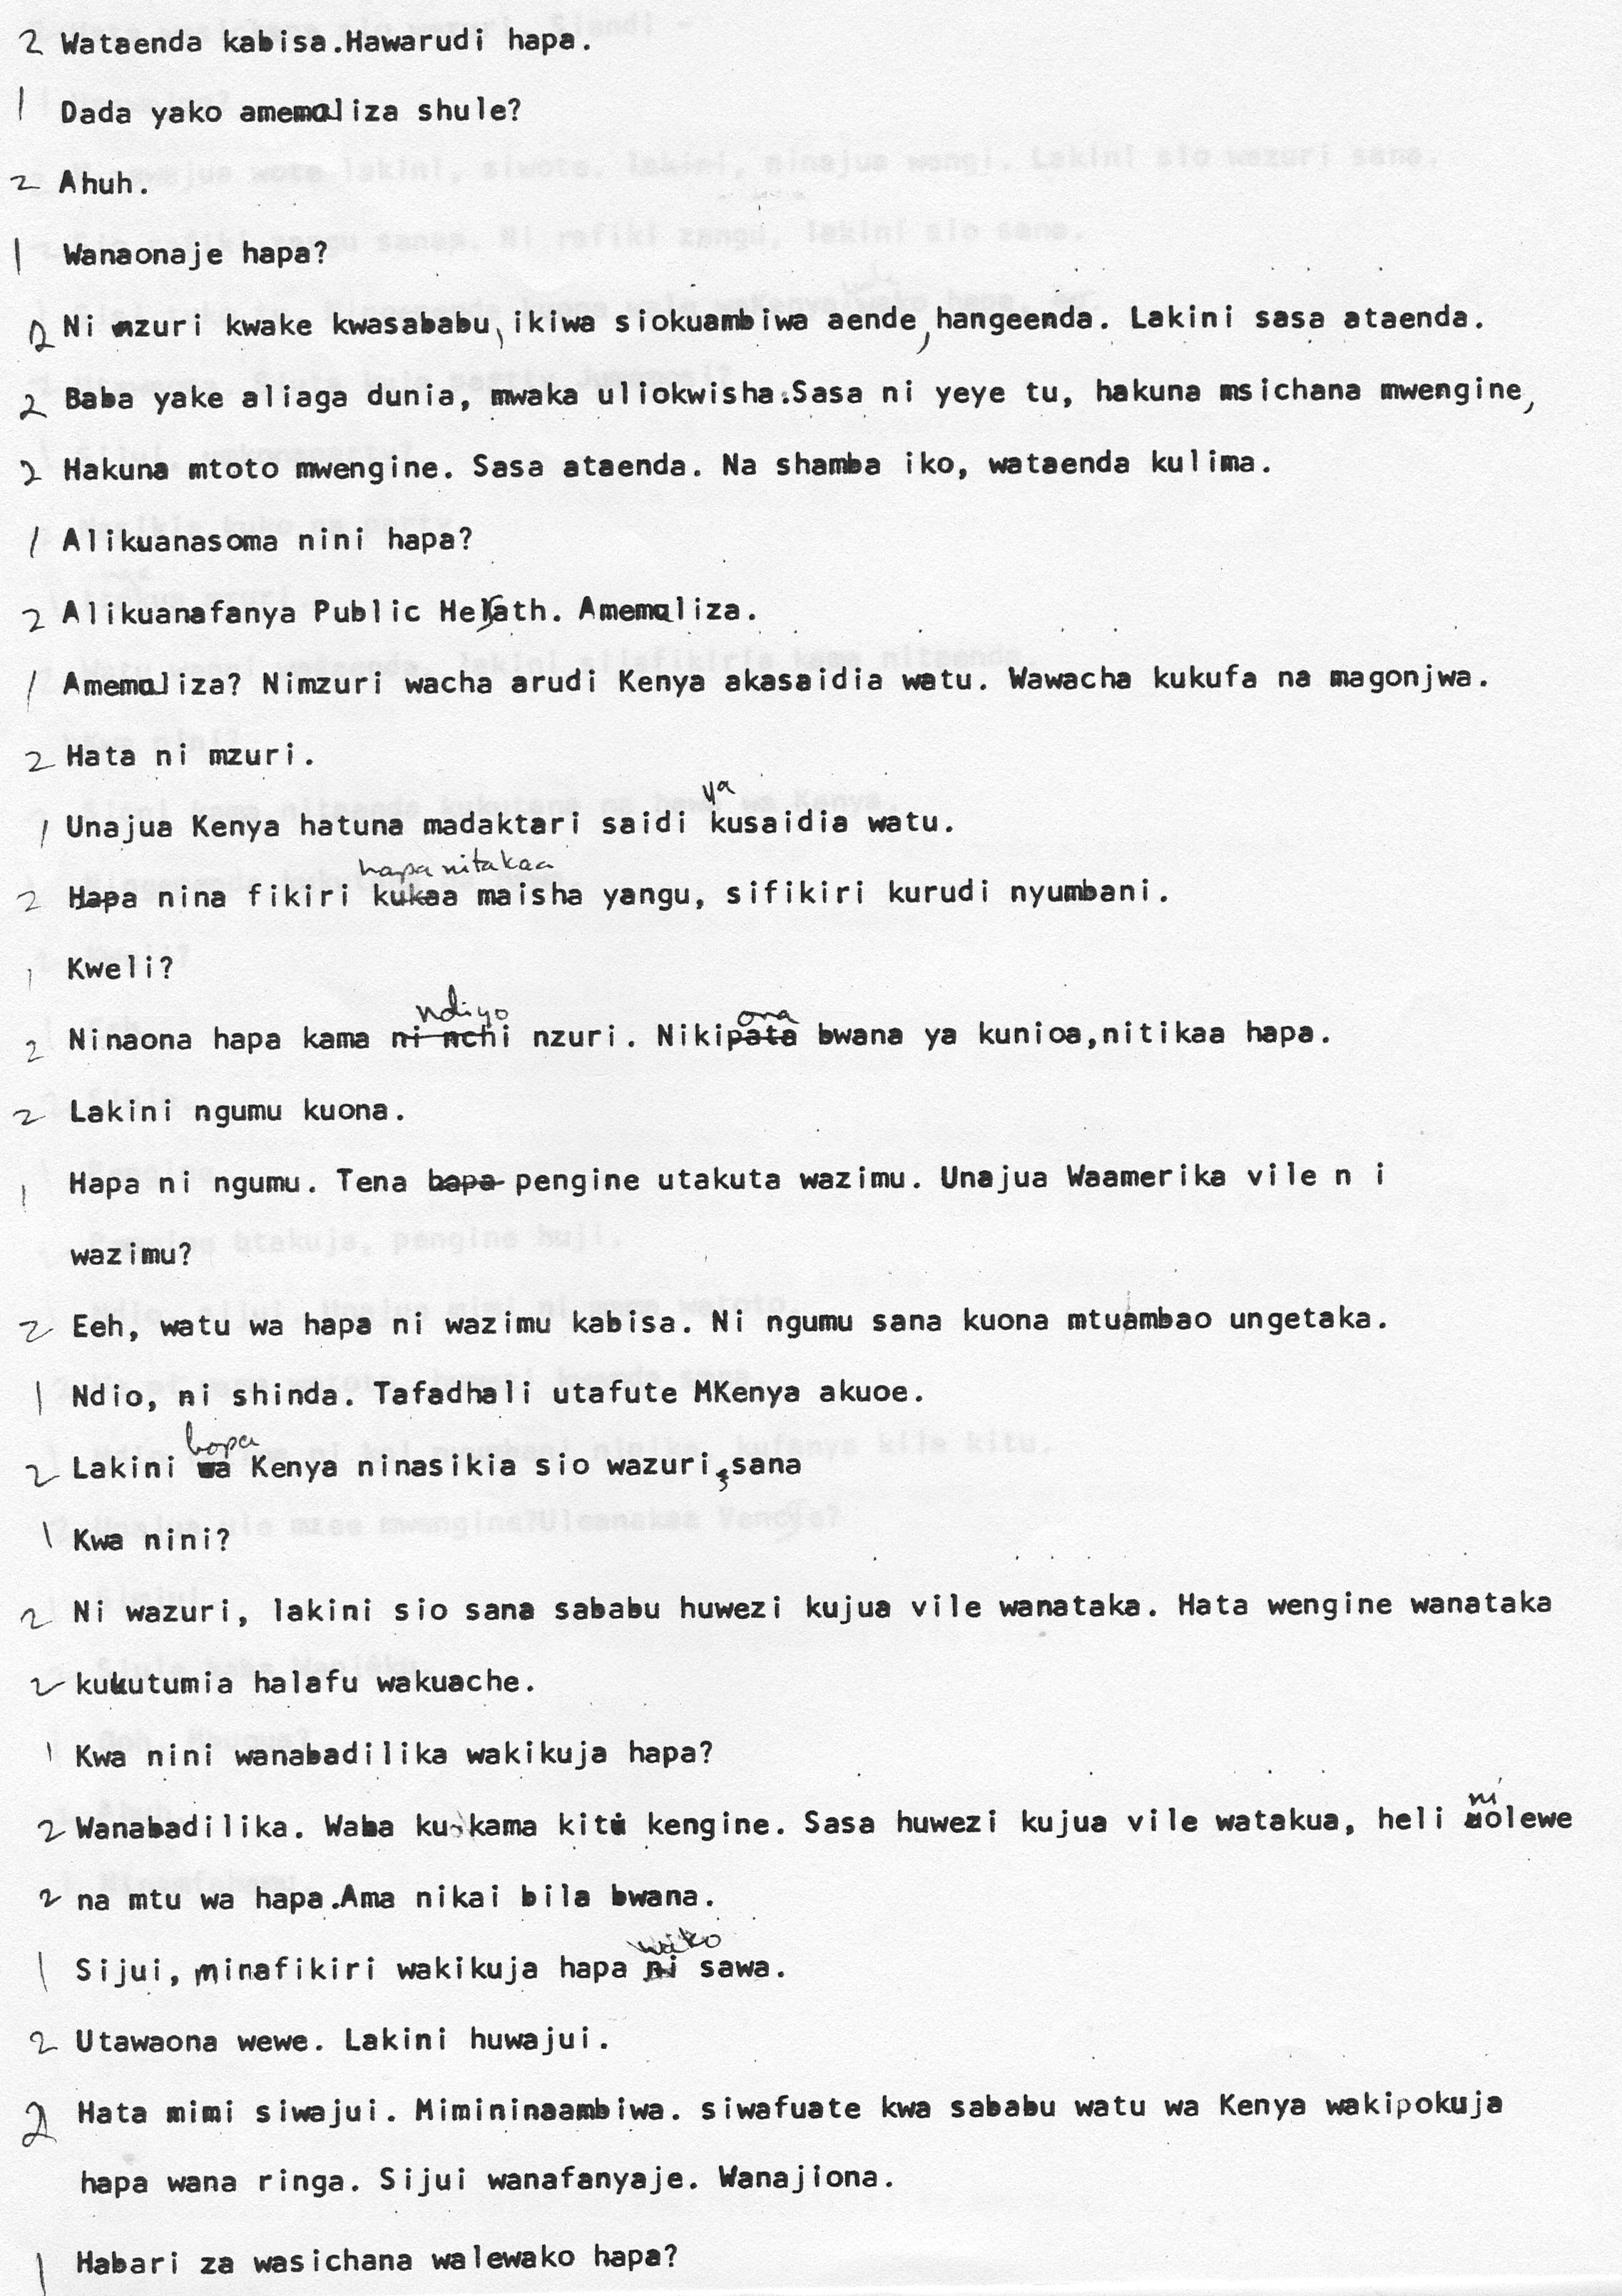 2 Wataenda kabisa.Hawarudi hapa.
1 Dada yako amemaliza shule?
2 Ahuh.
1 Wanaonaje hapa?
2 Ni mzuri kwake kwasababu, ikiwa siokuambiwa aende, hangeenda. Lakini sasa ataenda.
2 Baba yake aliaga dunia, mwaka uliokwisha.Sasa ni yeye tu, hakuna msichana mwengine,
2 Hakuna mtoto mwengine. Sasa ataenda. Na shamba iko, wataenda kulima.
1 Alikuanasoma nini hapa?
2 Alikuanafanya Public Helath. Amemaliza.
1 Amemaliza? Nimzuri wacha arudi Kenya akasaidia watu. Wawacha kukufa na magonjwa.
2 Hata ni mzuri.
ya
1 Unajua Kenya hatuna madaktari saidi kusaidia watu.
hapa nitakaa
2 Hapa nina fikiri kukaa maisha yangu, sifikiri kurudi nyumbani.
1 Kweli?
ndiyo ona
2 Ninaona hapa kama ni nchi nzuri. Nikipata bwana ya kunioa,nitikaa hapa.
2 Lakini ngumu kuona.
1 Hapa ni ngumu. Tena hapa pengine utakuta wazimu. Unajua Waamerika vile n i
wazimu?
2 Eeh, watu wa hapa ni wazimu kabisa. Ni ngumu sana kuona mtu ambao ungetaka.
1 Ndio, ni shinda. Tafadhali utafute MKenya akuoe.
hapa
2 Lakini wa Kenya ninasikia sio wazuri, sana
1 Kwa nini?
2 Ni wazuri, lakini sio sana sababu huwezi kujua vile wanataka. Hata wengine wanataka
2 kukutumia halafu wakuache.
1 Kwa nini wanabadilika wakikuja hapa?
ni
2 Wanabadilika. Waba ku kama kitu kengine. Sasa huwezi kujua vile watakua, heli olewe
2 na mtu wa hapa.Ama nikai bila bwana.
wako
1 Sijui, minafikiri wakikuja hapa ni sawa.
2 Utawaona wewe. Lakini huwajui.
2 Hata mimi siwajui. Mimininaambiwa. siwafuate kwa sababu watu wa Kenya wakipokuja
hapa wana ringa. Sijui wanafanyaje. Wanajiona.
1 Habari za wasichana walewako hapa?